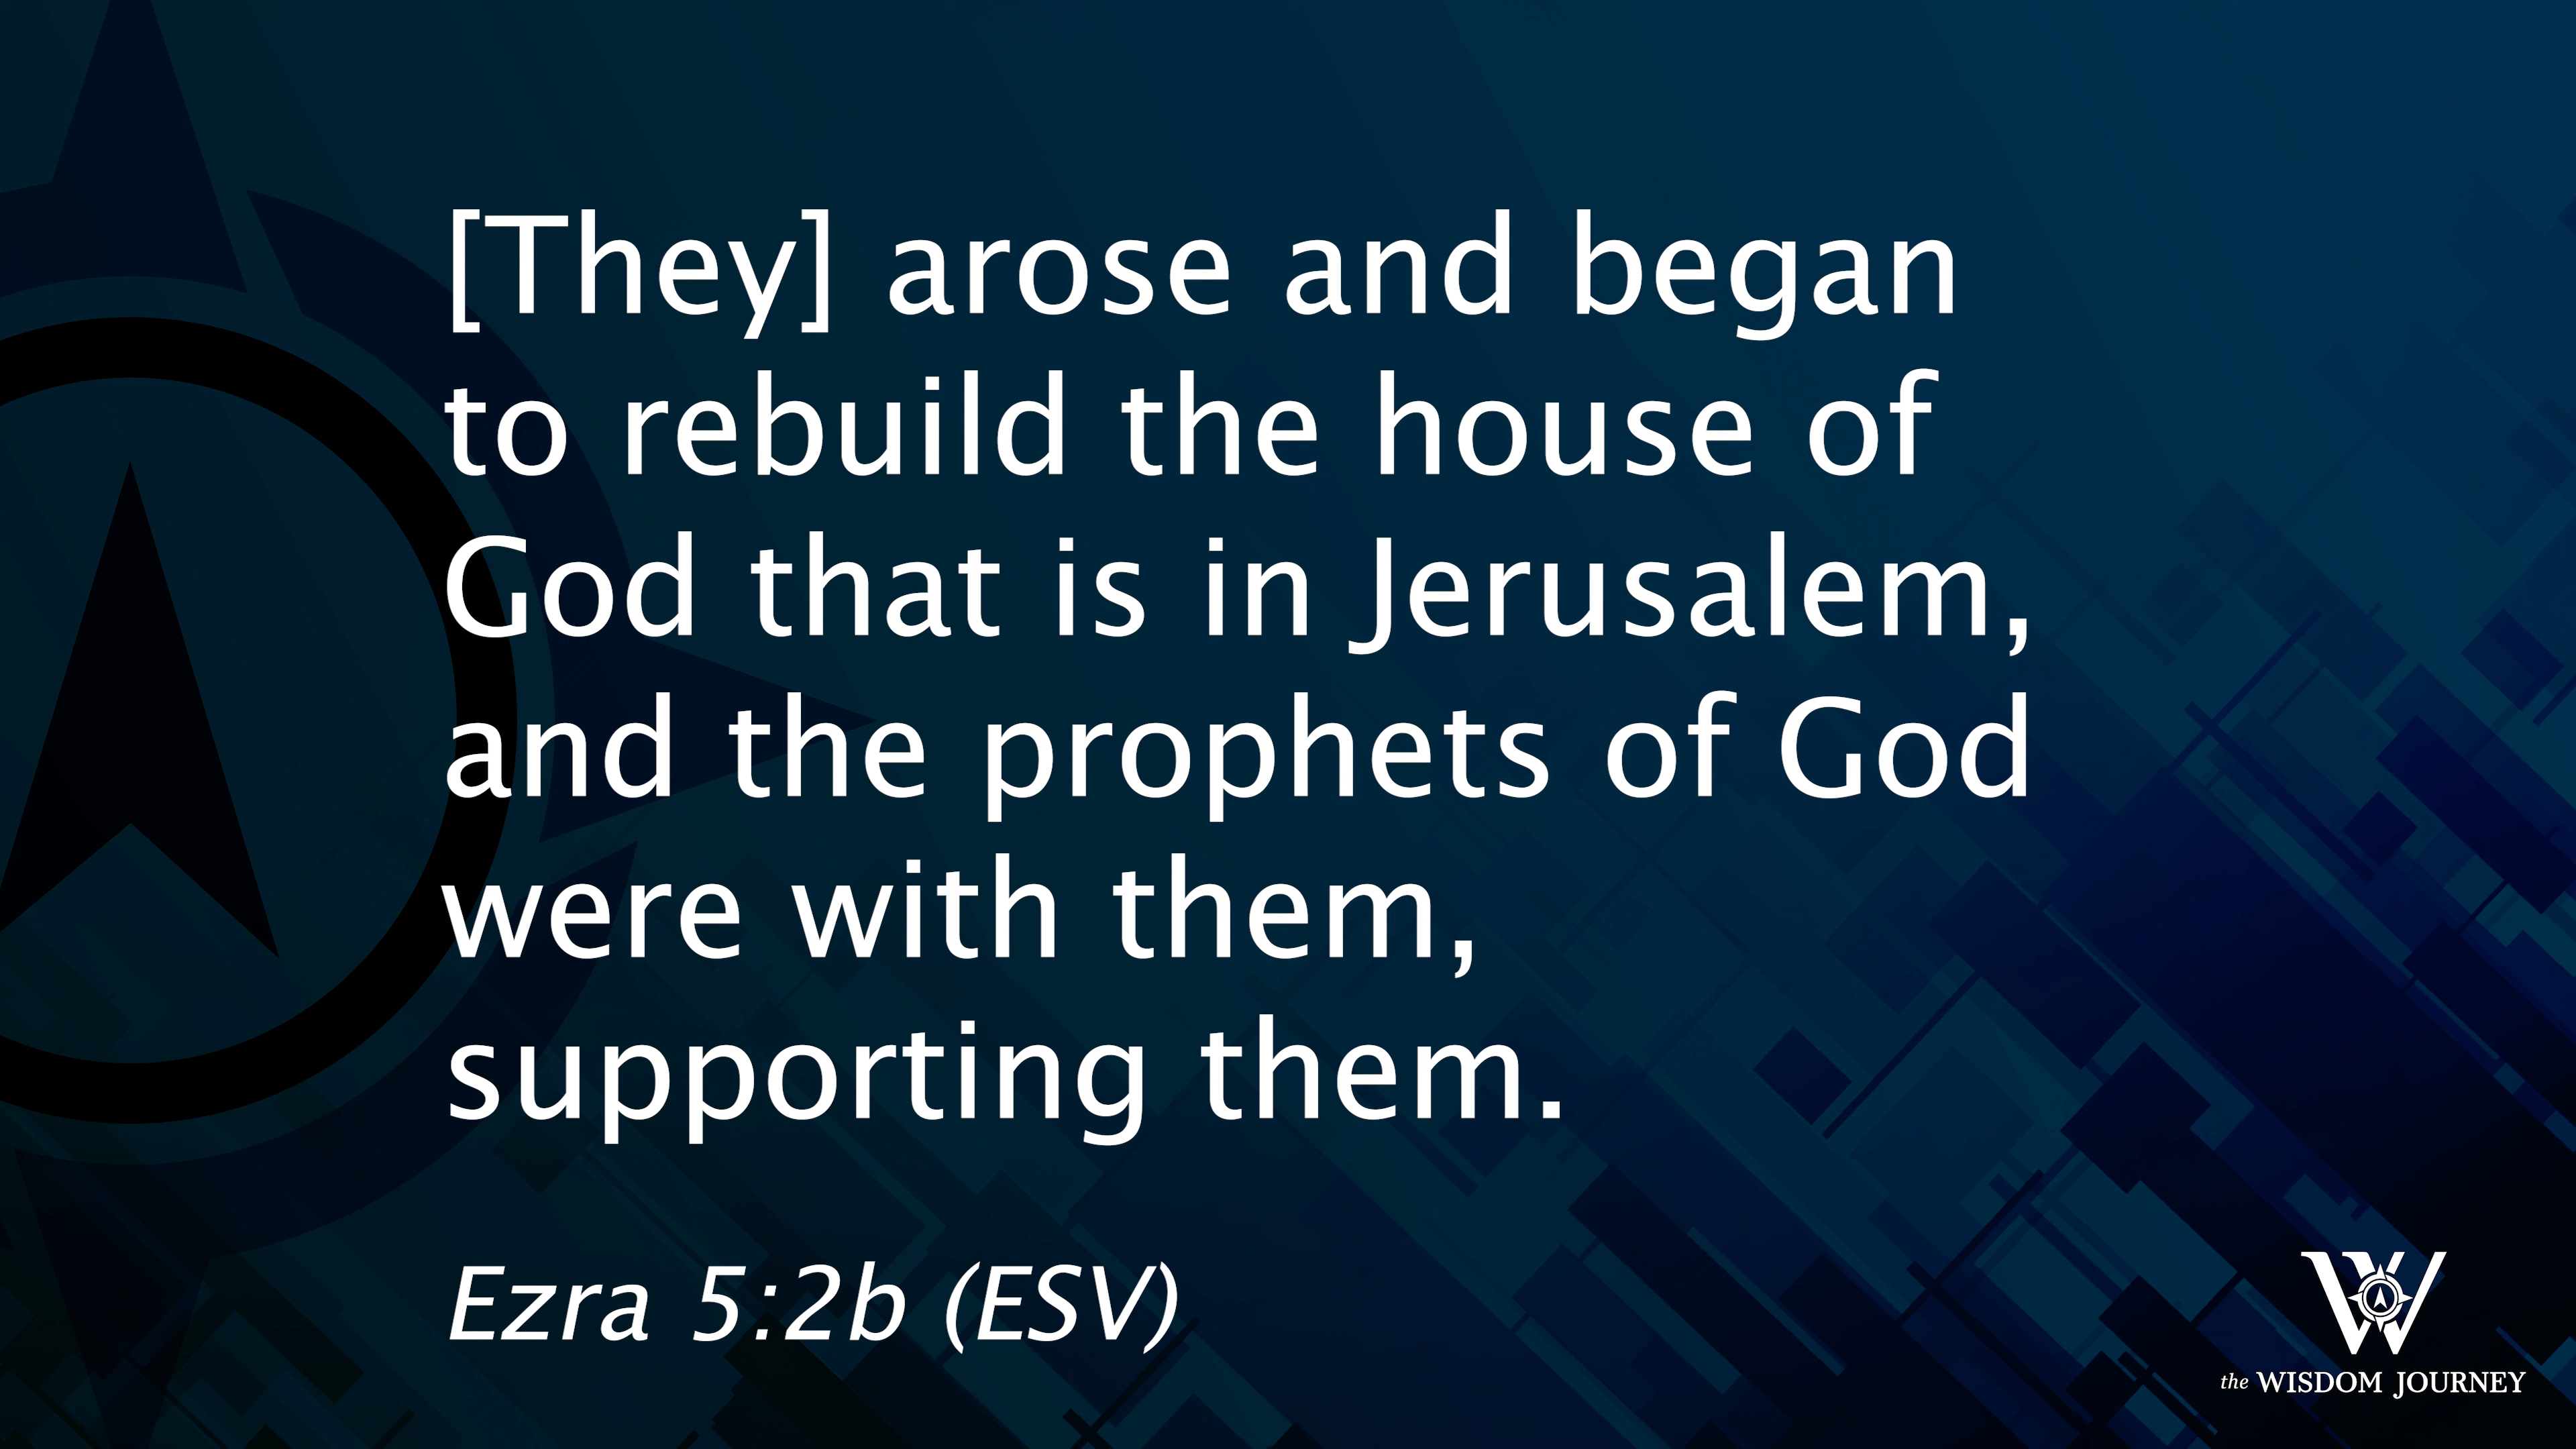 [They] arose and began
to rebuild the house of
God that is in Jerusalem,
and the prophets of God
were with them,
supporting them.
Ezra 5:2b (ESV)
W
the WISDOM JOURNEY